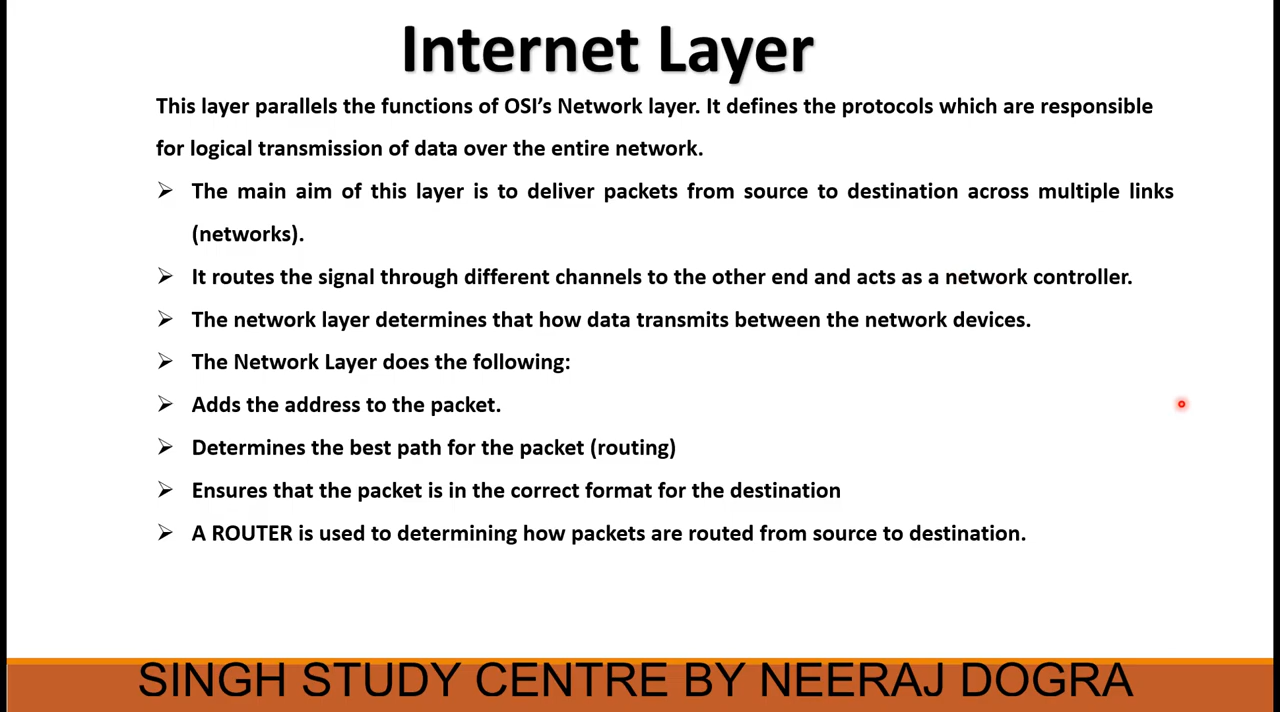 Internet Layer
This layer parallels the functions of OSI’s Network layer. It defines the protocols which are responsible
for logical transmission of data over the entire network.
➢ The main aim of this layer is to deliver packets from source to destination across multiple links
(networks).
➢ It routes the signal through different channels to the other end and acts as a network controller.
➢ The network layer determines that how data transmits between the network devices.
➢ The Network Layer does the following:
➢ Adds the address to the packet.
➢ Determines the best path for the packet (routing)
➢ Ensures that the packet is in the correct format for the destination
➢ A ROUTER is used to determining how packets are routed from source to destination.
SINGH STUDY CENTRE BY NEERAJ DOGRA